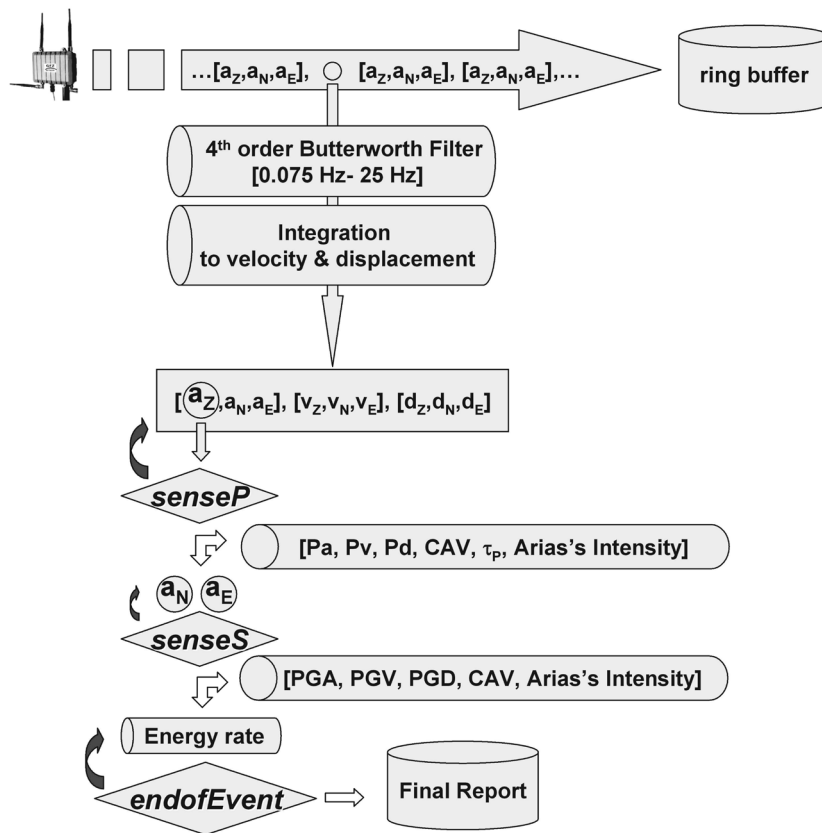 ...[aZ,aN,aE], [aZ,aN,aE], [aZ,aN,aE],...
ring buffer
4th order Butterworth Filter
[0.075 Hz- 25 Hz]
Integration
to velocity & displacement
[aZ,aN,aE], [vZ,vN,vE], [dZ,dN,dE]
senseP
[Pa, Pv, Pd, CAV, τP, Arias's Intensity]
aN aE
senseS
[PGA, PGV, PGD, CAV, Arias's Intensity]
Energy rate
endofEvent
Final Report